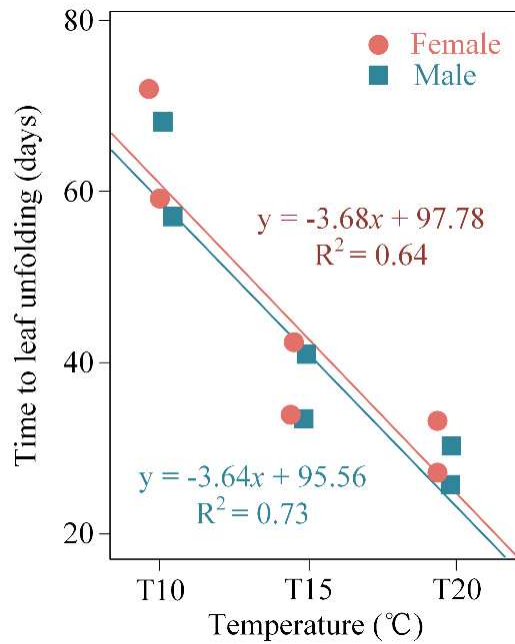 80
Female
Male
60
y = -3.68x + 97.78
R² = 0.64
40
y = -3.64x + 95.56
R² = 0.73
20
T10 T15 T20
Temperature (℃)
Time to leaf unfolding (days)